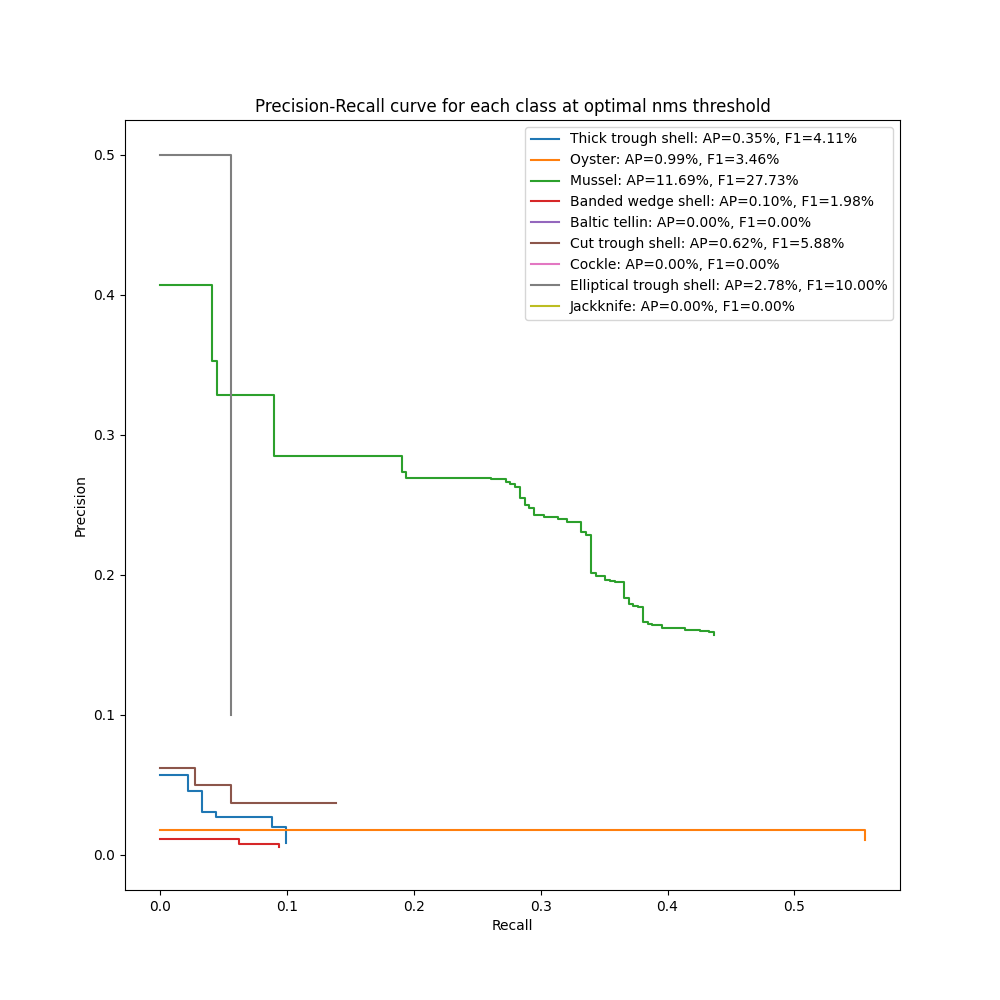 Precision-Recall curve for each class at optimal nms threshold
Thick trough shell: AP=0.35%, F1=4.11%
Oyster: AP=0.99%, F1=3.46%
Mussel: AP=11.69%, F1=27.73%
Banded wedge shell: AP=0.10%, F1=1.98%
Baltic tellin: AP=0.00%, F1=0.00%
Cut trough shell: AP=0.62%, F1=5.88%
Cockle: AP=0.00%, F1=0.00%
Elliptical trough shell: AP=2.78%, F1=10.00%
Jackknife: AP=0.00%, F1=0.00%
0.5
0.4
0.3
0.2
0.1
0.0
Precision
0.0 0.1 0.2 0.3 0.4 0.5
Recall